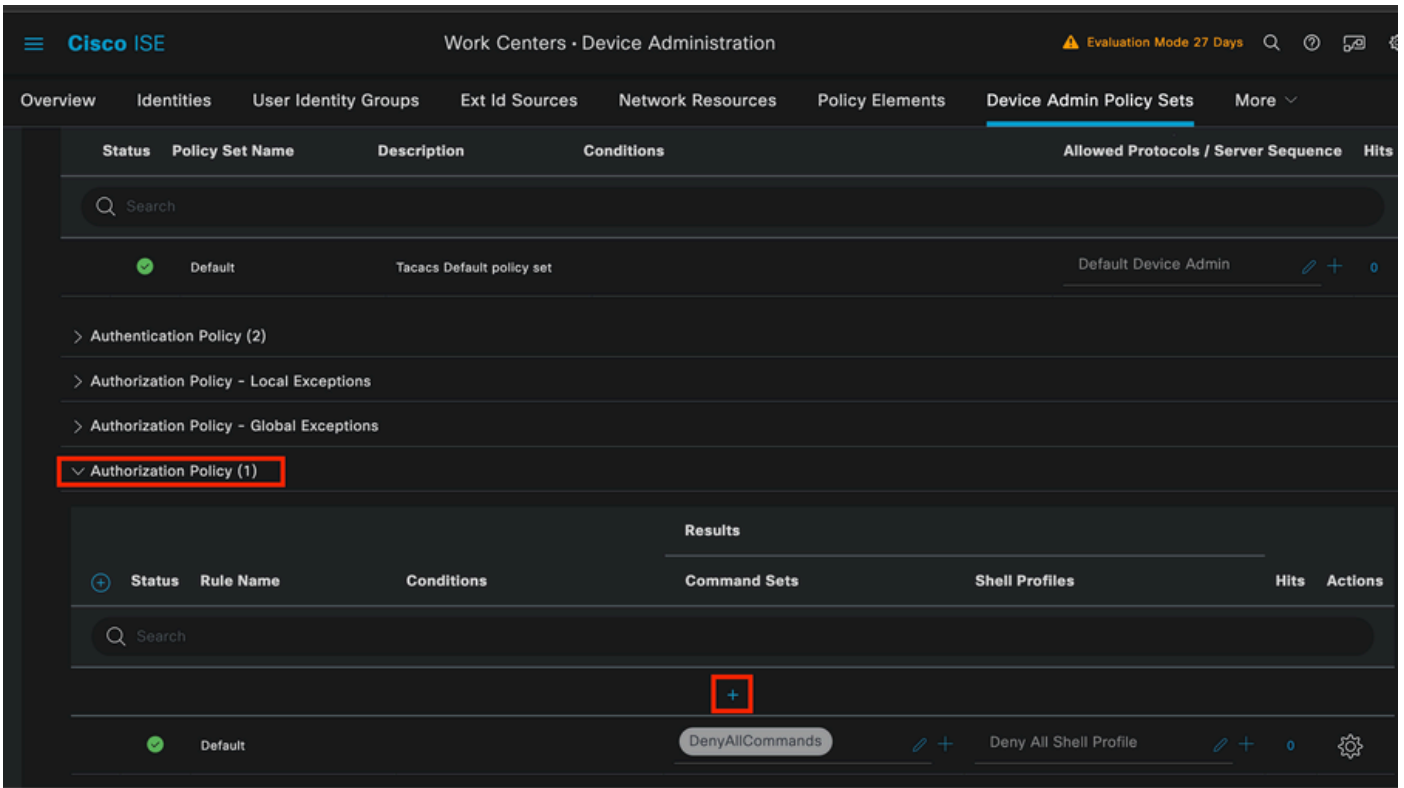 Cisco ISE Work Centers · Device Administration Evaluation Mode 27 Days
Overview Identities User Identity Groups Ext Id Sources Network Resources Policy Elements Device Admin Policy Sets More
Status Policy Set Name Description Conditions Allowed Protocols / Server Sequence Hits
Search
Default Tacacs Default policy set Default Device Admin + 0
Authentication Policy (2)
Authorization Policy - Local Exceptions
Authorization Policy - Global Exceptions
Authorization Policy (1)
Results
Status Rule Name Conditions Command Sets Shell Profiles Hits Actions
Search
+
Default DenyAllCommands + Deny All Shell Profile + 0